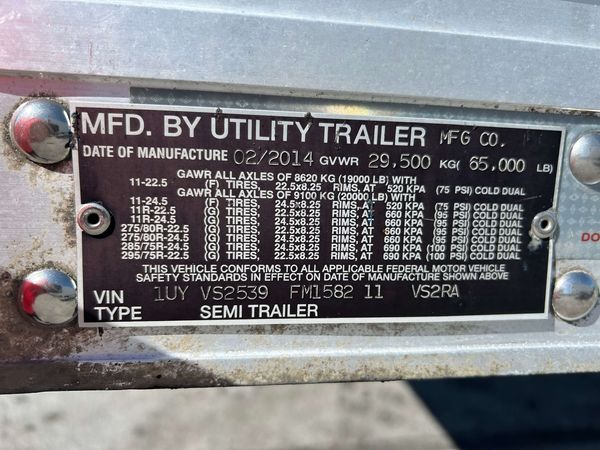 MFD. BY UTILITY TRAILER MFG CO.
DATE OF MANUFACTURE 02/2014 GVWR 29,500 KG( 65,000 LB)
GAWR ALL AXLES OF 8620 KG (19000 LB) WITH
11-22.5 (F) TIRES, 22.5x8.25 RIMS, AT 520 KPA (75 PSI) COLD DUAL
GAWR ALL AXLES OF 9100 KG (20000 LB) WITH
11-24.5 (F) TIRES, 24.5x8.25 RIMS, AT 520 KPA (75 PSI) COLD DUAL
11R-22.5 (G) TIRES, 22.5x8.25 RIMS, AT 660 KPA (95 PSI) COLD DUAL
11R-24.5 (G) TIRES, 24.5x8.25 RIMS, AT 660 KPA (95 PSI) COLD DUAL
275/80R-22.5 (G) TIRES, 22.5x8.25 RIMS, AT 660 KPA (95 PSI) COLD DUAL
275/80R-24.5 (G) TIRES, 24.5x8.25 RIMS, AT 660 KPA (95 PSI) COLD DUAL
285/75R-24.5 (G) TIRES, 24.5x8.25 RIMS, AT 690 KPA (100 PSI) COLD DUAL
295/75R-22.5 (G) TIRES, 22.5x8.25 RIMS, AT 690 KPA (100 PSI) COLD DUAL
THIS VEHICLE CONFORMS TO ALL APPLICABLE FEDERAL MOTOR VEHICLE
SAFETY STANDARDS IN EFFECT ON DATE OF MANUFACTURE SHOWN ABOVE
VIN 1UY VS2539 FM1582 11 VS2RA
TYPE SEMI TRAILER
DO